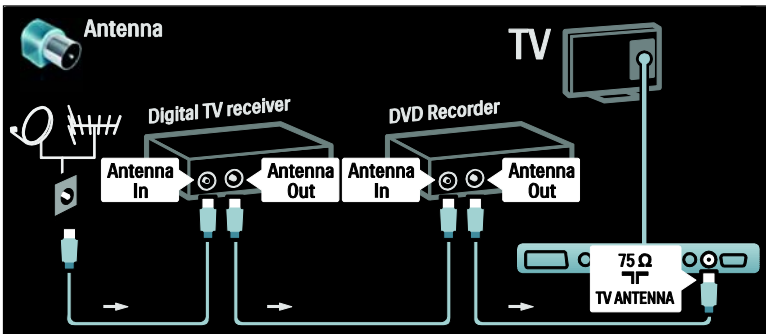 Antenna
TV
Digital TV receiver
DVD Recorder
Antenna
In
Antenna
Out
Antenna
In
Antenna
Out
75 Ω
TV ANTENNA